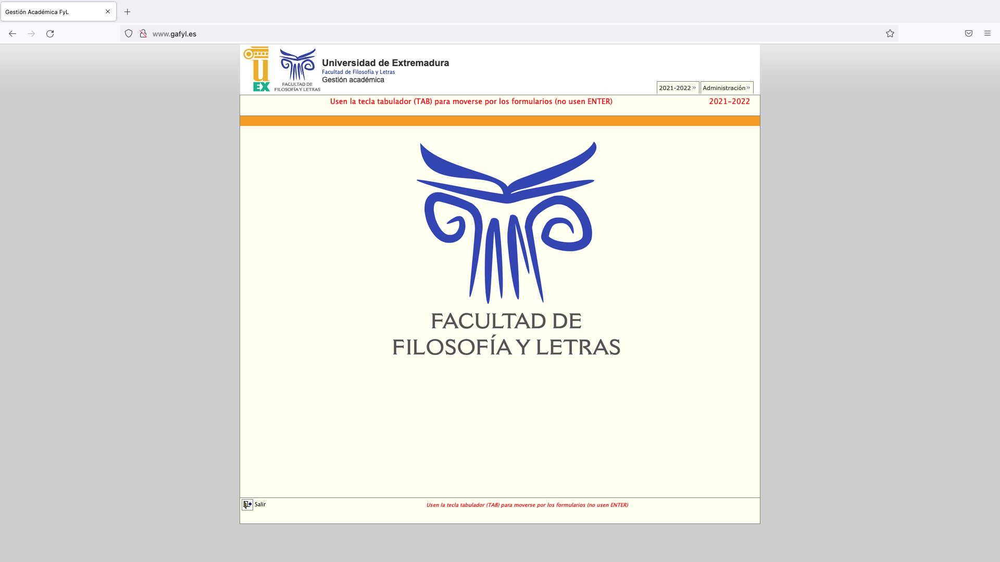 Gestión Académica FyL
www.gafyl.es
UEX
FACULTAD DE
FILOSOFÍA Y LETRAS
Universidad de Extremadura
Facultad de Filosofía y Letras
Gestión académica
2021-2022 »
Administración »
Usen la tecla tabulador (TAB) para moverse por los formularios (no usen ENTER)
2021-2022
FACULTAD DE
FILOSOFÍA Y LETRAS
Salir
Usen la tecla tabulador (TAB) para moverse por los formularios (no usen ENTER)